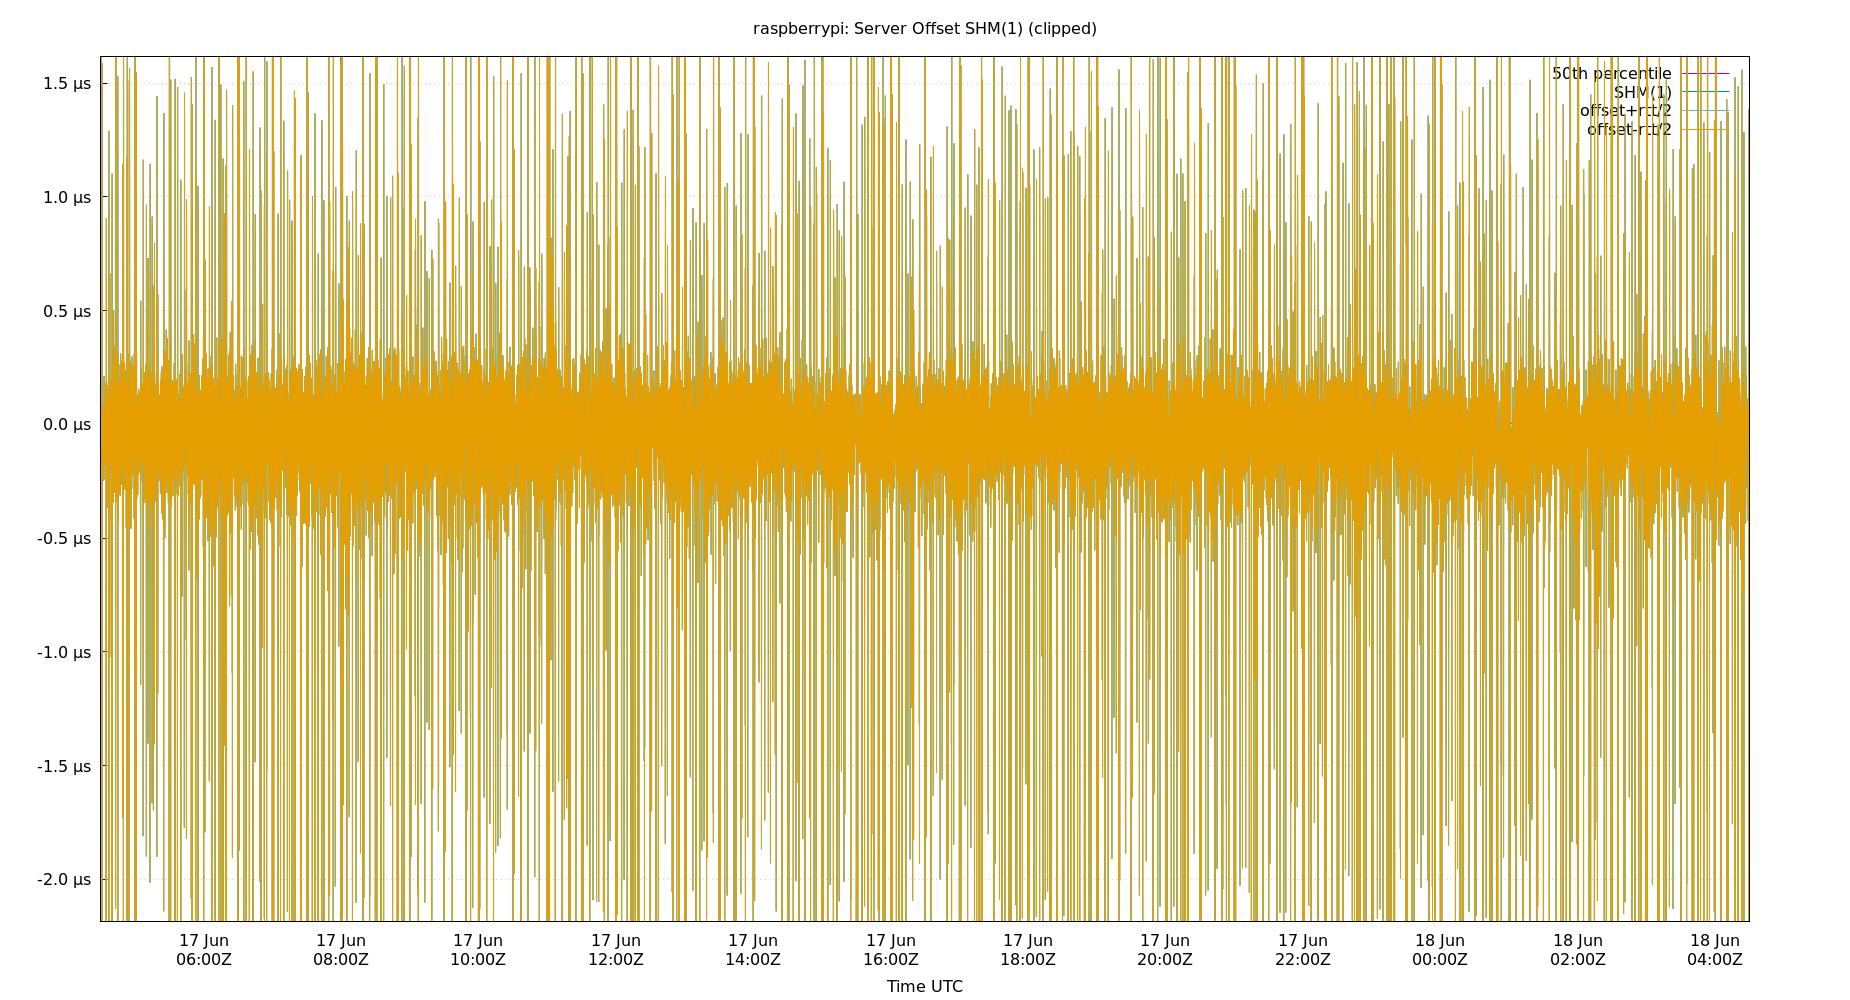 raspberrypi: Server Offset SHM(1) (clipped)
50th percentile
SHM(1)
offset+rtt/2
offset-rtt/2
1.5 µs
1.0 µs
0.5 µs
0.0 µs
-0.5 µs
-1.0 µs
-1.5 µs
-2.0 µs
17 Jun 17 Jun 17 Jun 17 Jun 17 Jun 17 Jun 17 Jun 17 Jun 17 Jun 18 Jun 18 Jun 18 Jun
06:00Z 08:00Z 10:00Z 12:00Z 14:00Z 16:00Z 18:00Z 20:00Z 22:00Z 00:00Z 02:00Z 04:00Z
Time UTC